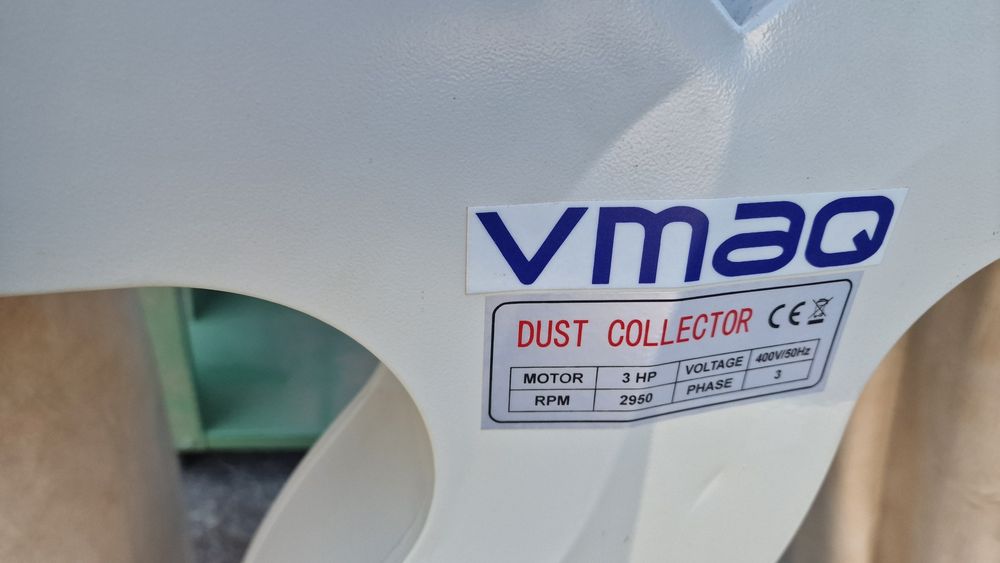 vmaq
DUST COLLECTOR CE
MOTOR 3 HP VOLTAGE 400V/50Hz
RPM 2950 PHASE 3